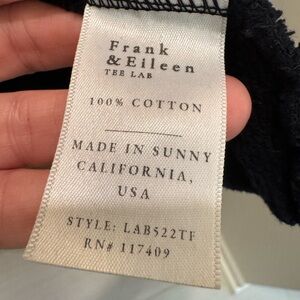 Frank
& Eileen
TEE LAB
100% COTTON
MADE IN SUNNY
CALIFORNIA,
USA
STYLE: LAB522TF
RN# 117409